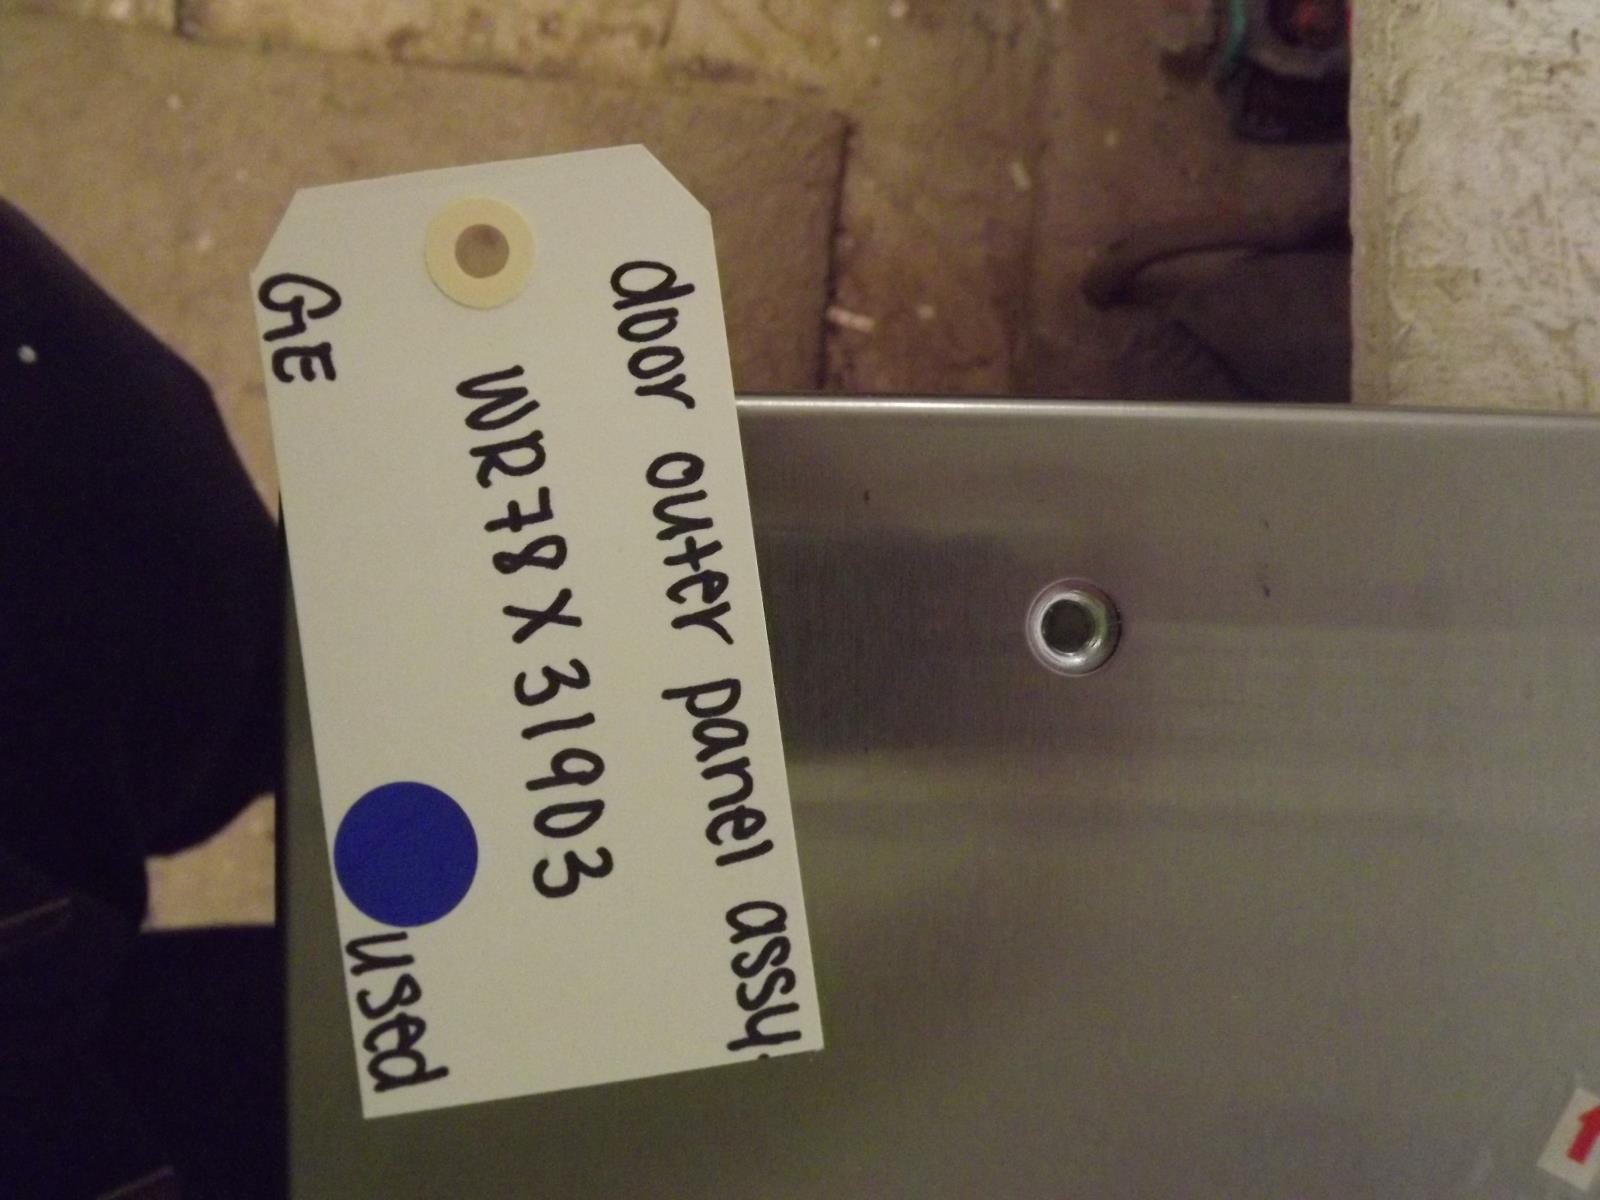 door outer panel assy.
WR78X31903
GE
used